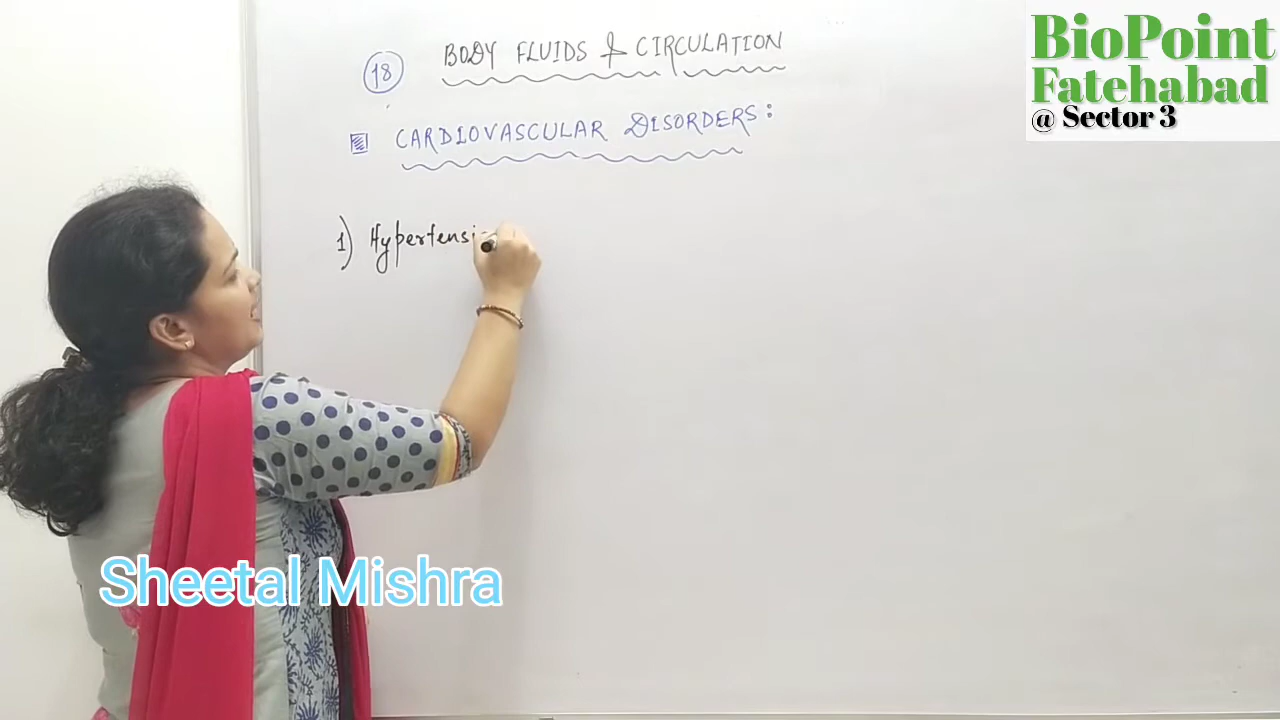 BioPoint
Fatehabad
@ Sector 3
18 BODY FLUIDS & CIRCULATION
CARDIOVASCULAR DISORDERS:
1) Hypertensi
Sheetal Mishra